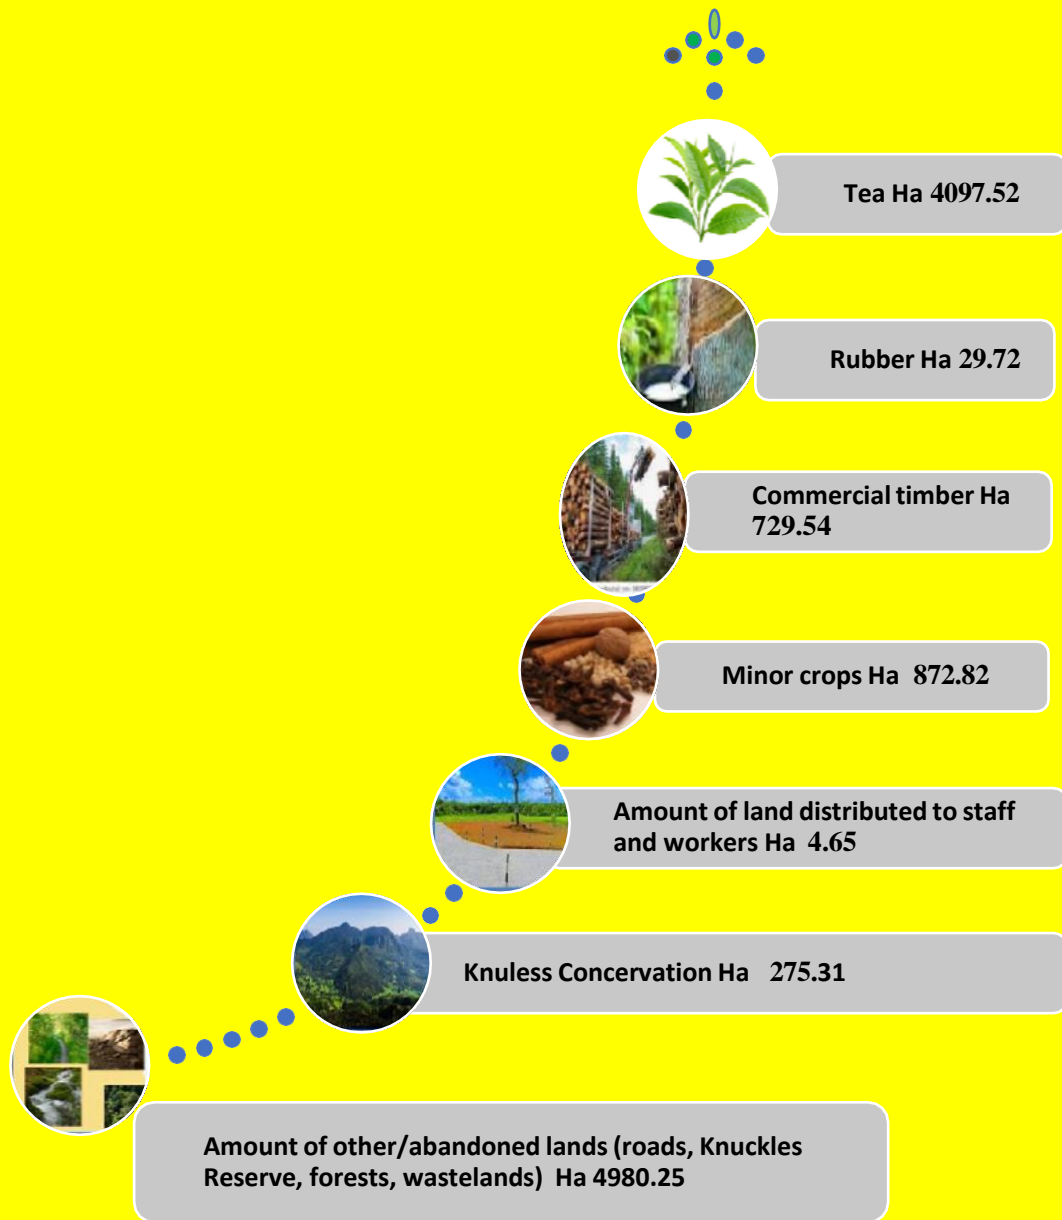 Tea Ha 4097.52
Rubber Ha 29.72
Commercial timber Ha
729.54
Minor crops Ha 872.82
Amount of land distributed to staff
and workers Ha 4.65
Knuless Concervation Ha 275.31
Amount of other/abandoned lands (roads, Knuckles
Reserve, forests, wastelands) Ha 4980.25